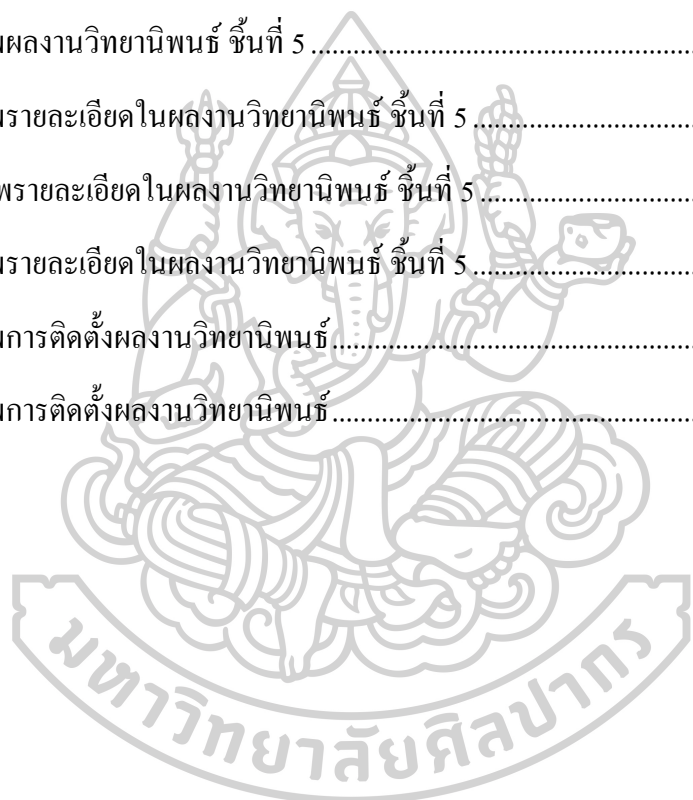 ผลงานวิทยานิพนธ์ ชิ้นที่ 5 ........................................................
รายละเอียดในผลงานวิทยานิพนธ์ ชิ้นที่ 5 ................................
พรายละเอียดในผลงานวิทยานิพนธ์ ชิ้นที่ 5 ...............................
รายละเอียดในผลงานวิทยานิพนธ์ ชิ้นที่ 5 ................................
การติดตั้งผลงานวิทยานิพนธ์ .....................................................
การติดตั้งผลงานวิทยานิพนธ์ .....................................................
มหาวิทยาลัยศิลปากร